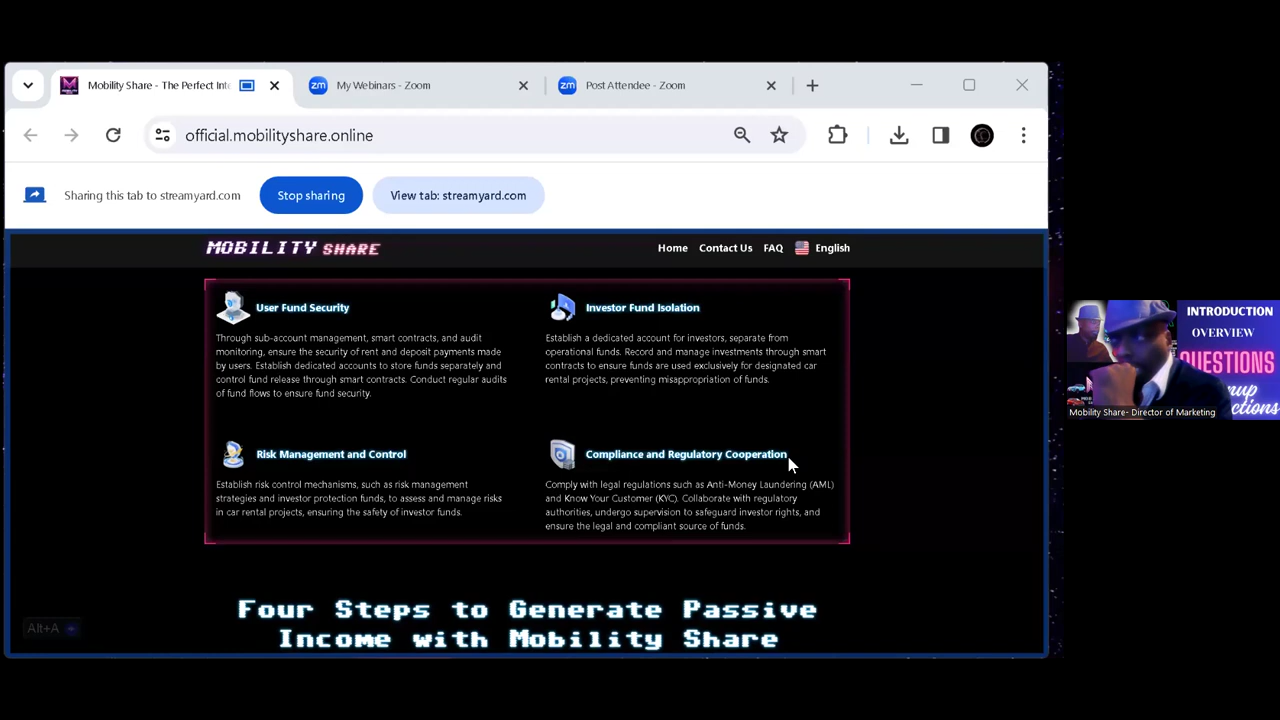 Mobility Share - The Perfect Inte
My Webinars - Zoom
Post Attendee - Zoom
official.mobilityshare.online
Sharing this tab to streamyard.com
Stop sharing
View tab: streamyard.com
MOBILITY SHARE
Home
Contact Us
FAQ
English
User Fund Security
Through sub-account management, smart contracts, and audit
monitoring, ensure the security of rent and deposit payments made
by users. Establish dedicated accounts to store funds separately and
control fund release through smart contracts. Conduct regular audits
of fund flows to ensure fund security.
Investor Fund Isolation
Establish a dedicated account for investors, separate from
operational funds. Record and manage investments through smart
contracts to ensure funds are used exclusively for designated car
rental projects, preventing misappropriation of funds.
Risk Management and Control
Establish risk control mechanisms, such as risk management
strategies and investor protection funds, to assess and manage risks
in car rental projects, ensuring the safety of investor funds.
Compliance and Regulatory Cooperation
Comply with legal regulations such as Anti-Money Laundering (AML)
and Know Your Customer (KYC). Collaborate with regulatory
authorities, undergo supervision to safeguard investor rights, and
ensure the legal and compliant source of funds.
Four Steps to Generate Passive
Income with Mobility Share
Alt+A
INTRODUCTION
OVERVIEW
QUESTIONS
Mobility Share- Director of Marketing
zm
zm